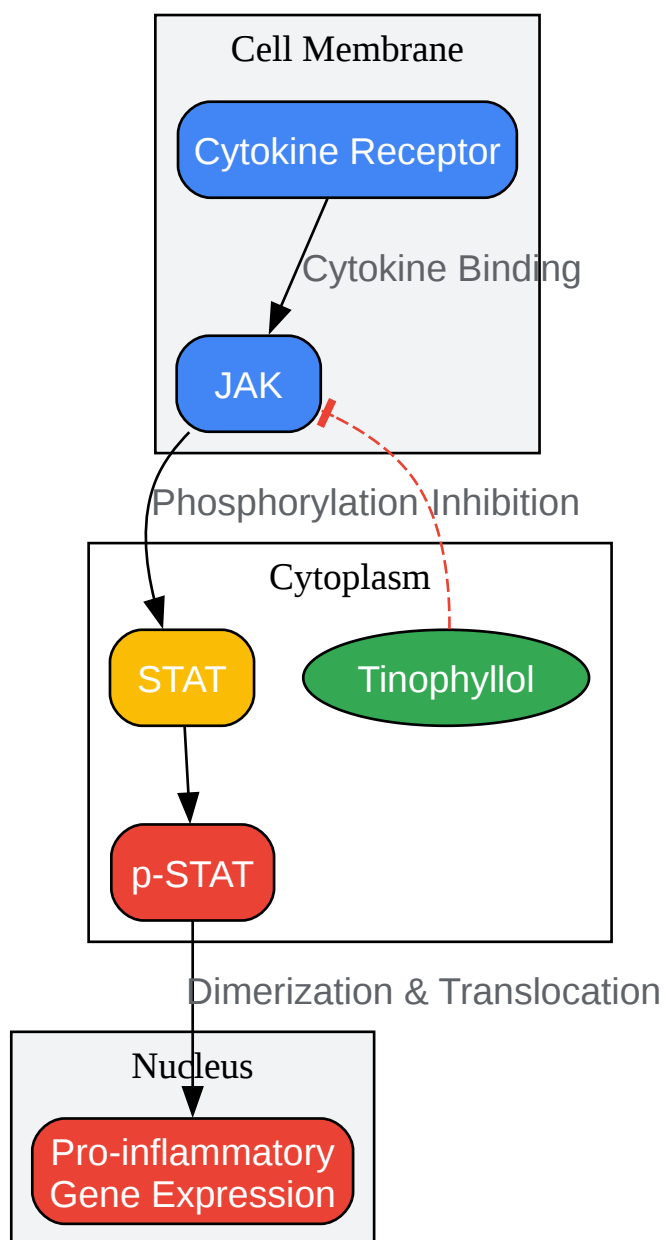 Cell Membrane
Cytokine Receptor
Cytokine Binding
JAK
Phosphorylation
Inhibition
Cytoplasm
STAT
Tinophyllol
p-STAT
Dimerization & Translocation
Nucleus
Pro-inflammatory
Gene Expression